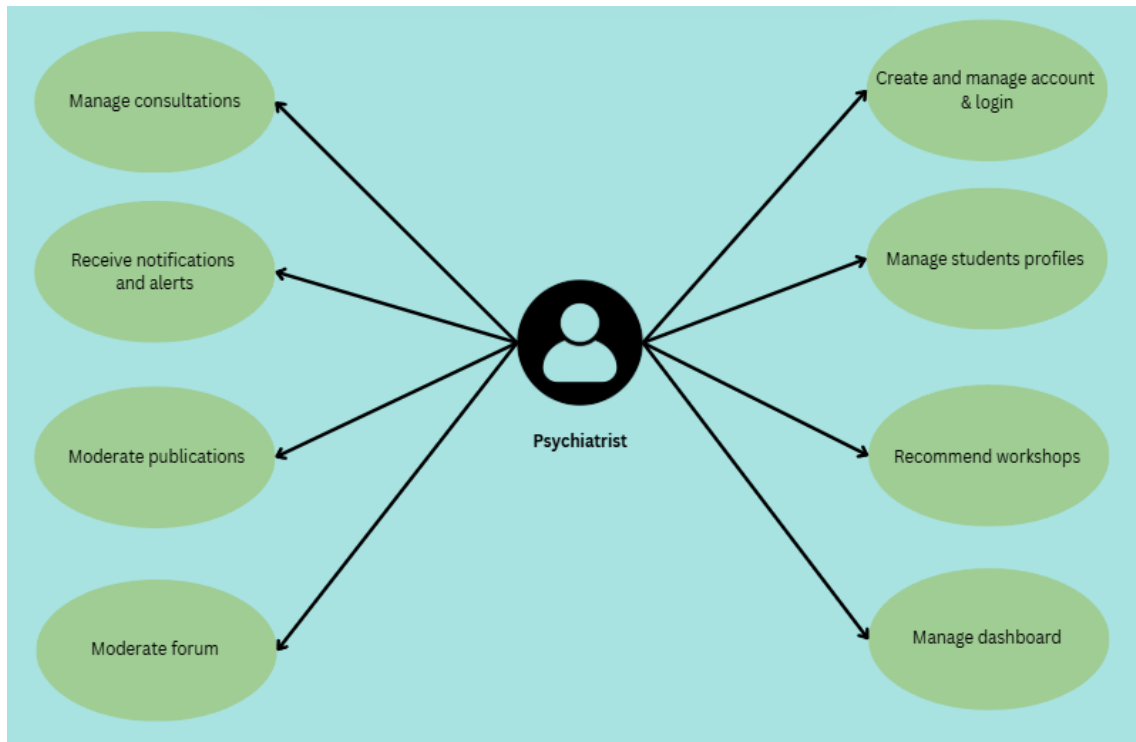 Manage consultations
Receive notifications
and alerts
Moderate publications
Moderate forum
Psychiatrist
Create and manage account
& login
Manage students profiles
Recommend workshops
Manage dashboard